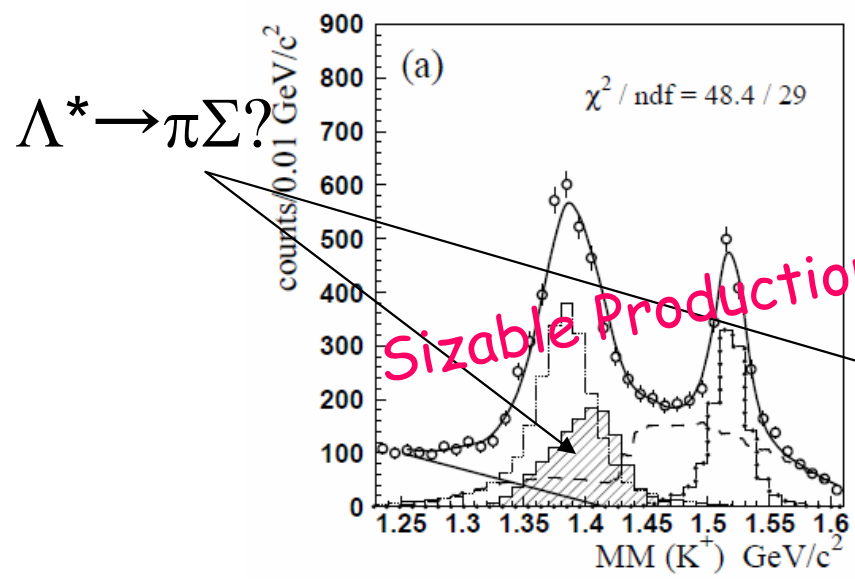 900
800
700
600
500
400
300
200
100
0
counts/0.01 GeV/c²
(a)
χ² / ndf = 48.4 / 29
Λ*→πΣ?
Sizable Production
1.25 1.3 1.35 1.4 1.45 1.5 1.55 1.6
MM (K⁺) GeV/c²